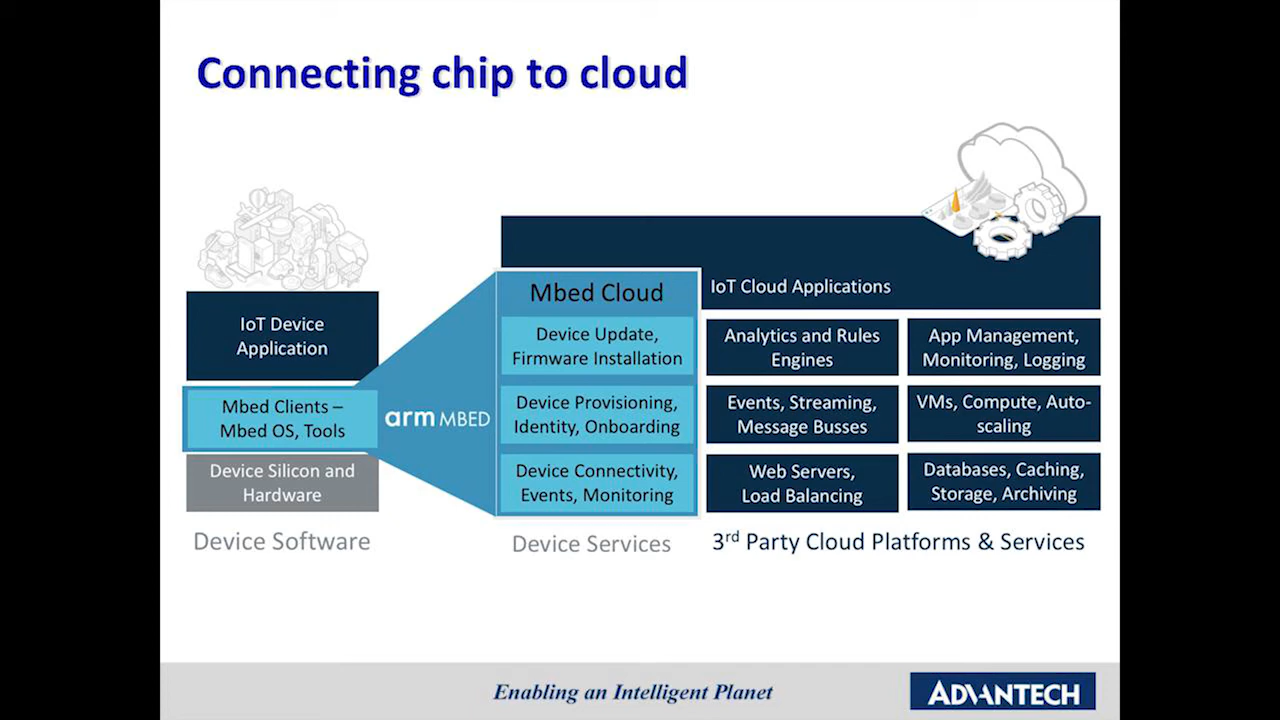 Connecting chip to cloud
IoT Device
Application
Mbed Clients –
Mbed OS, Tools
Device Silicon and
Hardware
Device Software
arm MBED
Mbed Cloud
Device Update,
Firmware Installation
Device Provisioning,
Identity, Onboarding
Device Connectivity,
Events, Monitoring
Device Services
IoT Cloud Applications
Analytics and Rules
Engines
App Management,
Monitoring, Logging
Events, Streaming,
Message Busses
VMs, Compute, Auto-
scaling
Web Servers,
Load Balancing
Databases, Caching,
Storage, Archiving
3rd Party Cloud Platforms & Services
Enabling an Intelligent Planet
ADVANTECH